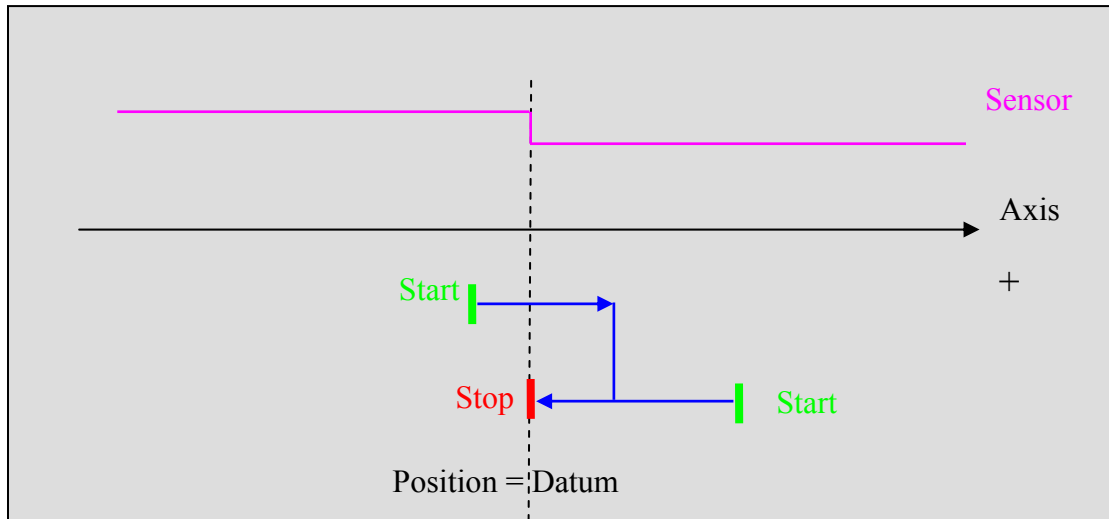 Sensor
Axis
+
Start
Stop
Start
Position = Datum